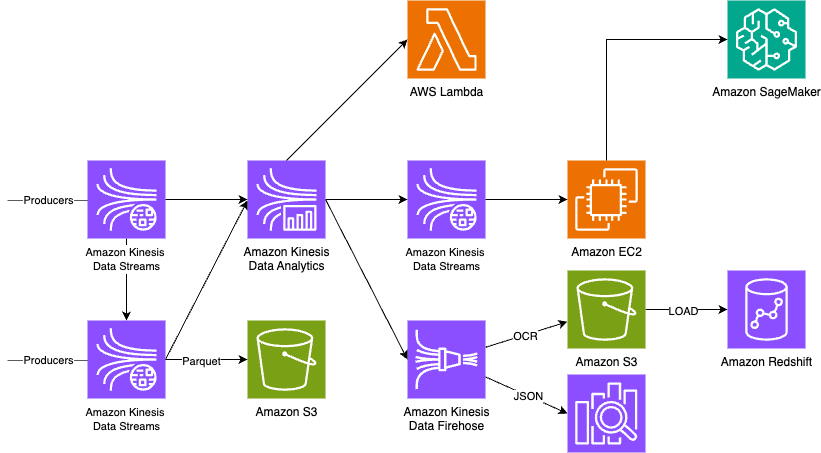 AWS Lambda
Amazon SageMaker
Producers
Amazon Kinesis
Data Streams
Amazon Kinesis
Data Analytics
Amazon Kinesis
Data Streams
Amazon EC2
Producers
Amazon Kinesis
Data Streams
Parquet
Amazon S3
Amazon Kinesis
Data Firehose
OCR
Amazon S3
LOAD
Amazon Redshift
JSON